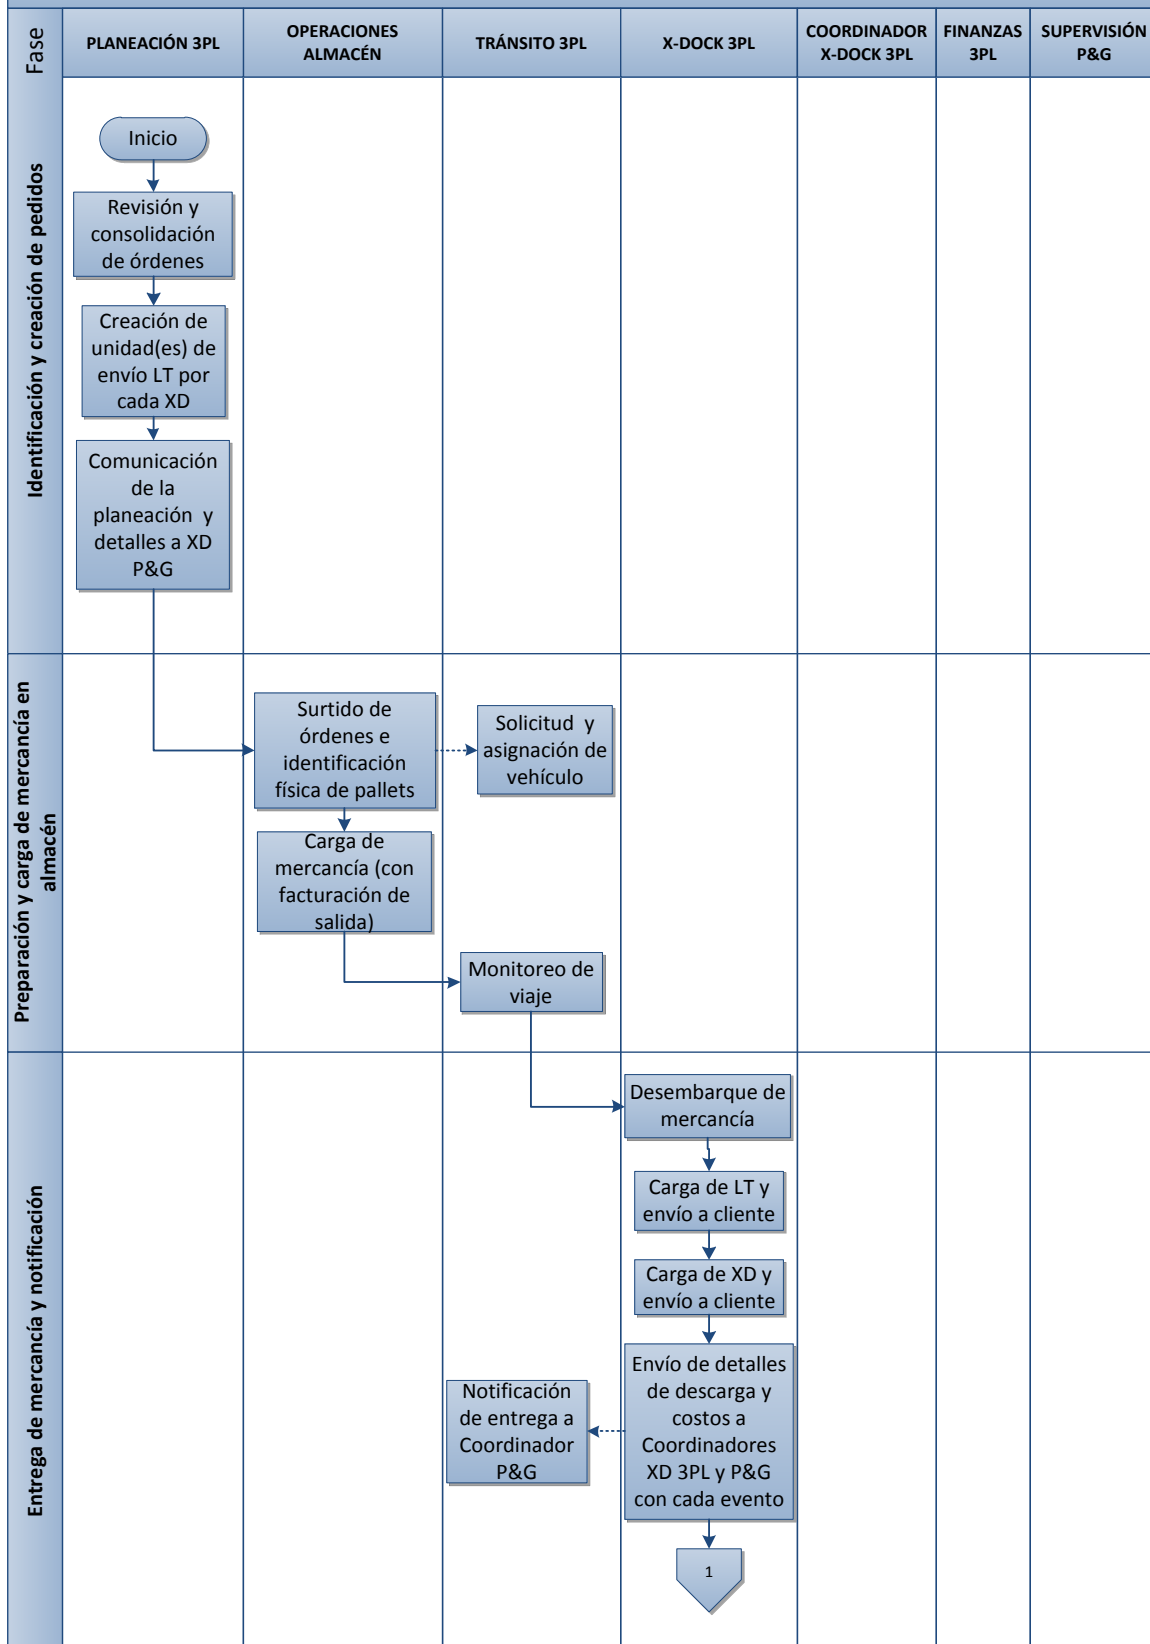 Fase
PLANEACIÓN 3PL
OPERACIONES
ALMACÉN
TRÁNSITO 3PL
X-DOCK 3PL
COORDINADOR
X-DOCK 3PL
FINANZAS
3PL
SUPERVISIÓN
P&G
Identificación y creación de pedidos
Inicio
Revisión y
consolidación
de órdenes
Creación de
unidad(es) de
envío LT por
cada XD
Comunicación
de la
planeación y
detalles a XD
P&G
Preparación y carga de mercancía en
almacén
Surtido de
órdenes e
identificación
física de pallets
Solicitud y
asignación de
vehículo
Carga de
mercancía (con
facturación de
salida)
Monitoreo de
viaje
Entrega de mercancía y notificación
Desembarque de
mercancía
Carga de LT y
envío a cliente
Carga de XD y
envío a cliente
Envío de detalles
de descarga y
costos a
Coordinadores
XD 3PL y P&G
con cada evento
Notificación
de entrega a
Coordinador
P&G
1